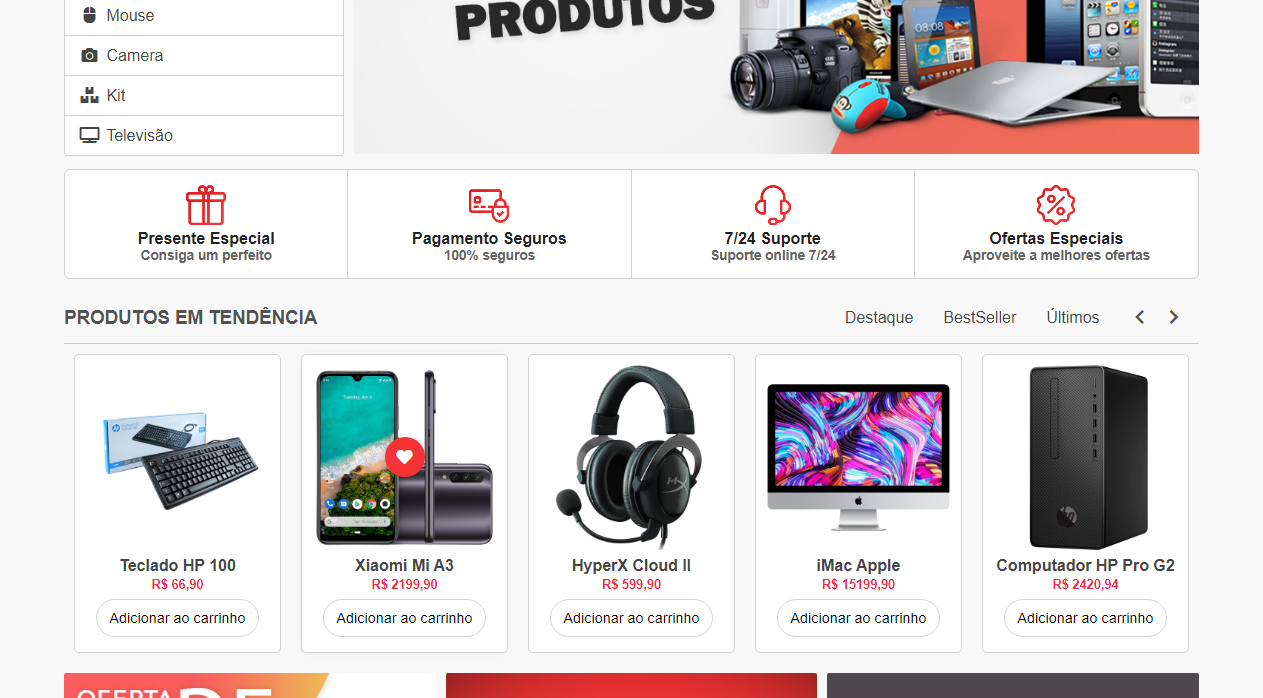 Mouse
Camera
Kit
Televisão
PRODUTOS
08:08
Presente Especial
Consiga um perfeito
Pagamento Seguros
100% seguros
7/24 Suporte
Suporte online 7/24
Ofertas Especiais
Aproveite a melhores ofertas
PRODUTOS EM TENDÊNCIA
Destaque
BestSeller
Últimos
Teclado HP 100
R$ 66,90
Adicionar ao carrinho
Xiaomi Mi A3
R$ 2199,90
Adicionar ao carrinho
HyperX Cloud II
R$ 599,90
Adicionar ao carrinho
iMac Apple
R$ 15199,90
Adicionar ao carrinho
Computador HP Pro G2
R$ 2420,94
Adicionar ao carrinho
OFERTA DE